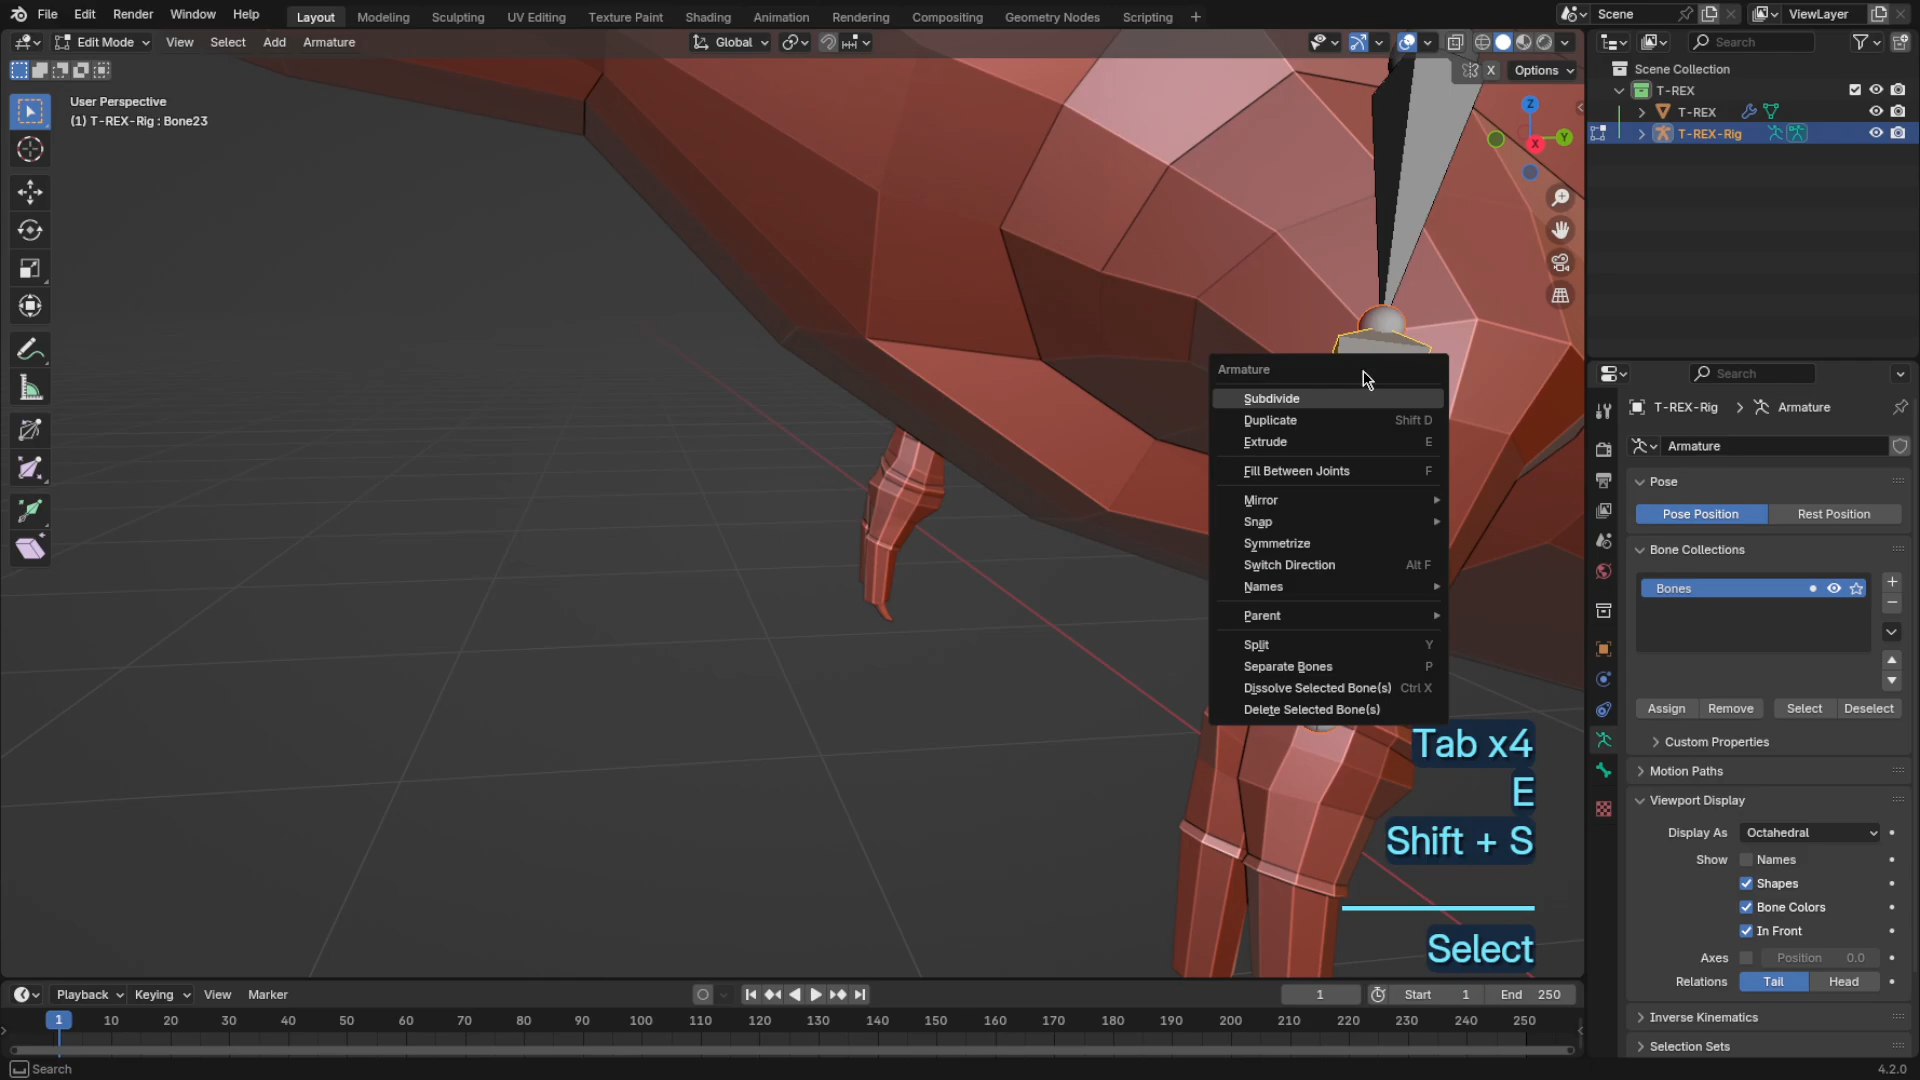 File Edit Render Window Help
Layout Modeling Sculpting UV Editing Texture Paint Shading Animation Rendering Compositing Geometry Nodes Scripting +
Scene
ViewLayer
Edit Mode View Select Add Armature
Global
Search
X Options
User Perspective
(1) T-REX-Rig : Bone23
Scene Collection
T-REX
T-REX
T-REX-Rig
Z
Y
X
Armature
Subdivide
Duplicate Shift D
Extrude E
Fill Between Joints F
Mirror
Snap
Symmetrize
Switch Direction Alt F
Names
Parent
Split Y
Separate Bones P
Dissolve Selected Bone(s) Ctrl X
Delete Selected Bone(s)
Tab x4
E
Shift + S
Select
Search
T-REX-Rig > Armature
Armature
Pose
Pose Position Rest Position
Bone Collections
Bones
Assign Remove Select Deselect
Custom Properties
Motion Paths
Viewport Display
Display As Octahedral
Show Names
Shapes
Bone Colors
In Front
Axes Position 0.0
Relations Tail Head
Inverse Kinematics
Selection Sets
Playback Keying View Marker
1 Start 1 End 250
1 10 20 30 40 50 60 70 80 90 100 110 120 130 140 150 160 170 180 190 200 210 220 230 240 250
Search
4.2.0